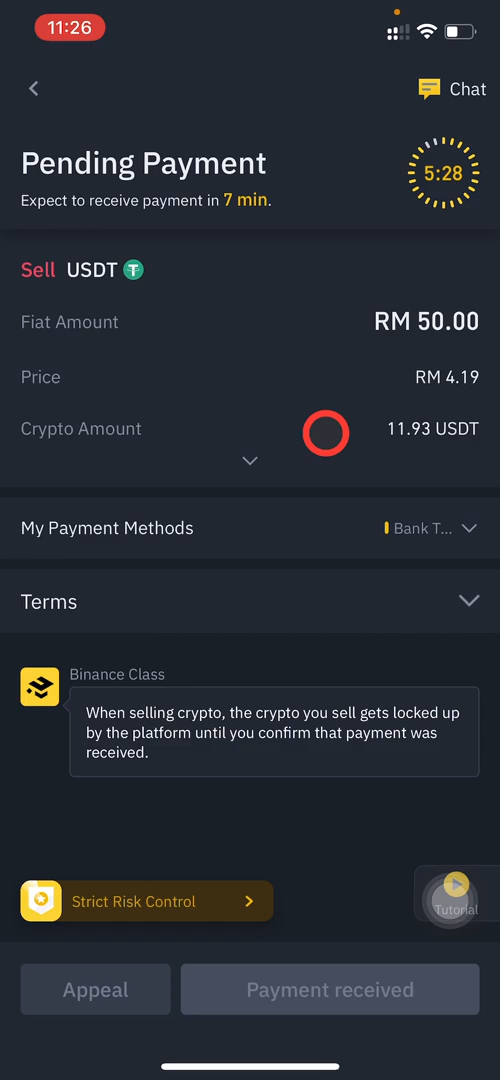 11:26
Chat
Pending Payment
5:28
Expect to receive payment in 7 min.
Sell USDT
Fiat Amount RM 50.00
Price RM 4.19
Crypto Amount 11.93 USDT
My Payment Methods Bank T...
Terms
Binance Class
When selling crypto, the crypto you sell gets locked up
by the platform until you confirm that payment was
received.
Strict Risk Control
Tutorial
Appeal Payment received